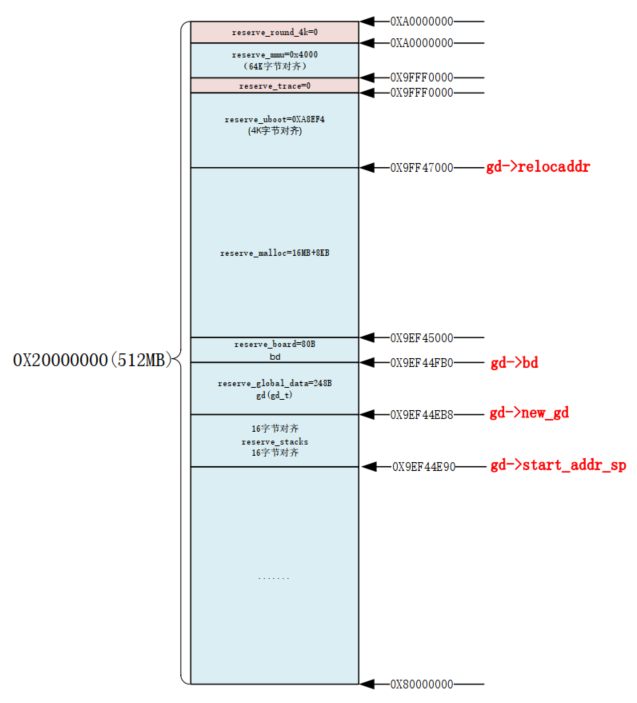 reserve_round_4k=0
0XA0000000
0XA0000000
reserve_mmu=0x4000
(64K字节对齐)
0X9FFF0000
reserve_trace=0
0X9FFF0000
reserve_uboot=0XA8EF4
(4K字节对齐)
0X9FF47000
gd->relocaddr
reserve_malloc=16MB+8KB
0X9EF45000
reserve_board=80B
bd
0X20000000(512MB)
0X9EF44FB0
gd->bd
reserve_global_data=248B
gd(gd_t)
0X9EF44EB8
gd->new_gd
16字节对齐
reserve_stacks
16字节对齐
0X9EF44E90
gd->start_addr_sp
.......
0X80000000